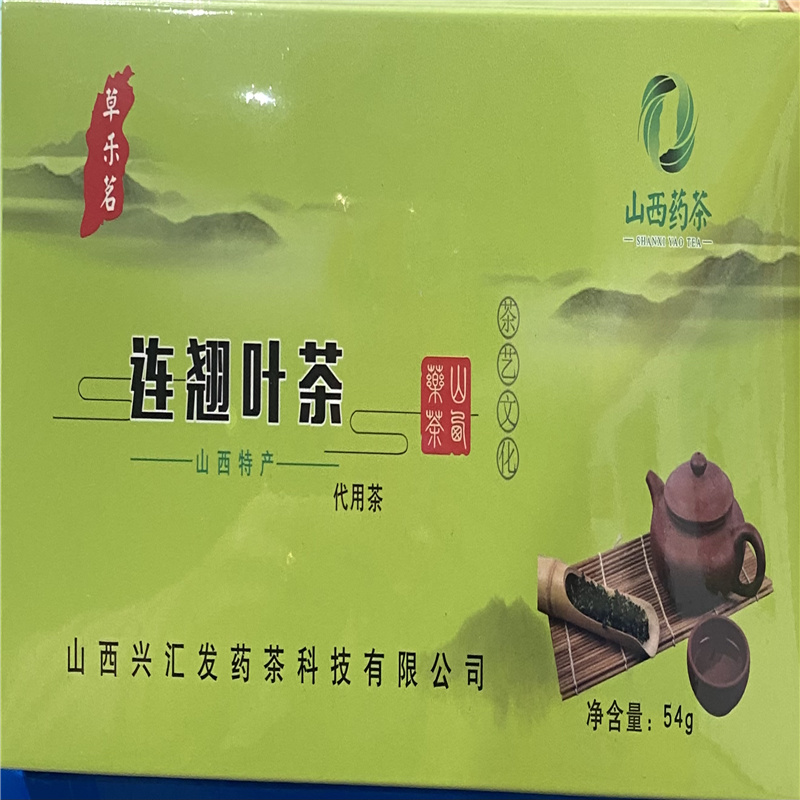 草乐茗
山西药茶
SHANXI YAO TEA
茶艺文化
连翘叶茶
山西
藥茶
山西特产
代用茶
山西兴汇发药茶科技有限公司
净含量：54g